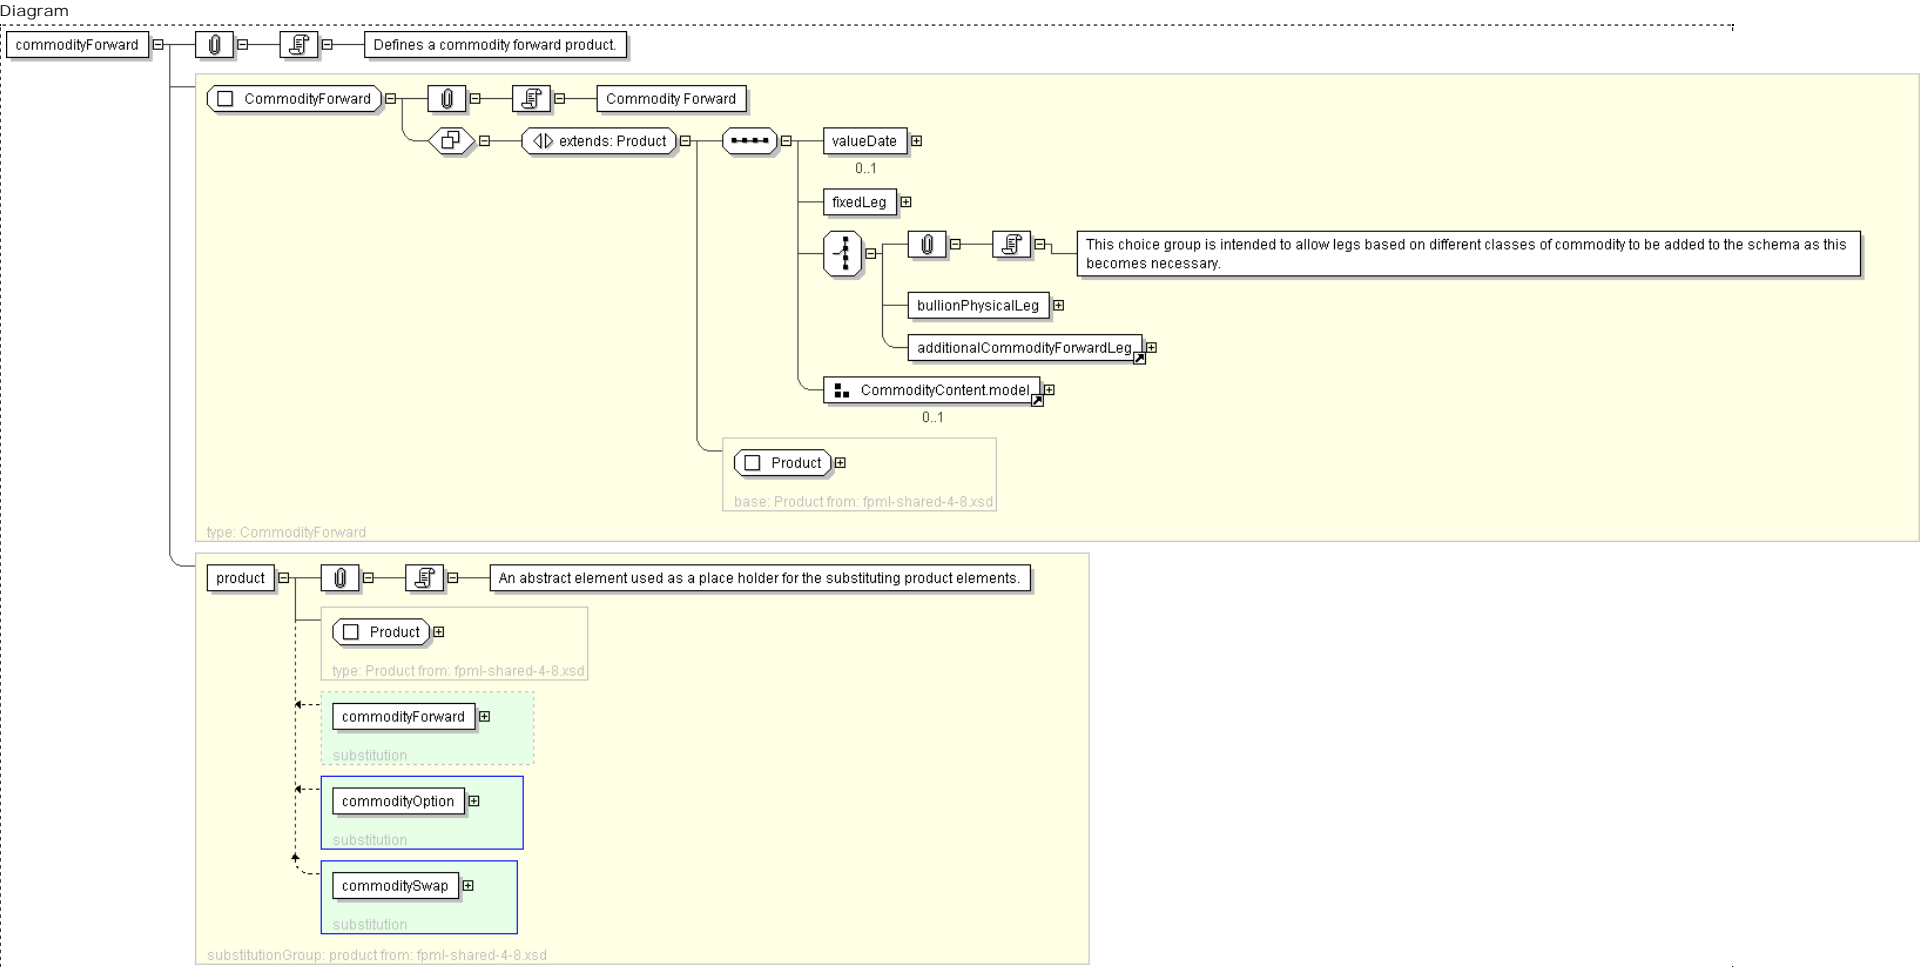 Diagram
commodityForward
Defines a commodity forward product.
CommodityForward
Commodity Forward
extends: Product
valueDate
0..1
fixedLeg
This choice group is intended to allow legs based on different classes of commodity to be added to the schema as this
becomes necessary.
bullionPhysicalLeg
additionalCommodityForwardLeg
CommodityContent.model
0..1
Product
base: Product from: fpml-shared-4-8.xsd
type: CommodityForward
product
An abstract element used as a place holder for the substituting product elements.
Product
type: Product from: fpml-shared-4-8.xsd
commodityForward
substitution
commodityOption
substitution
commoditySwap
substitution
substitutionGroup: product from: fpml-shared-4-8.xsd